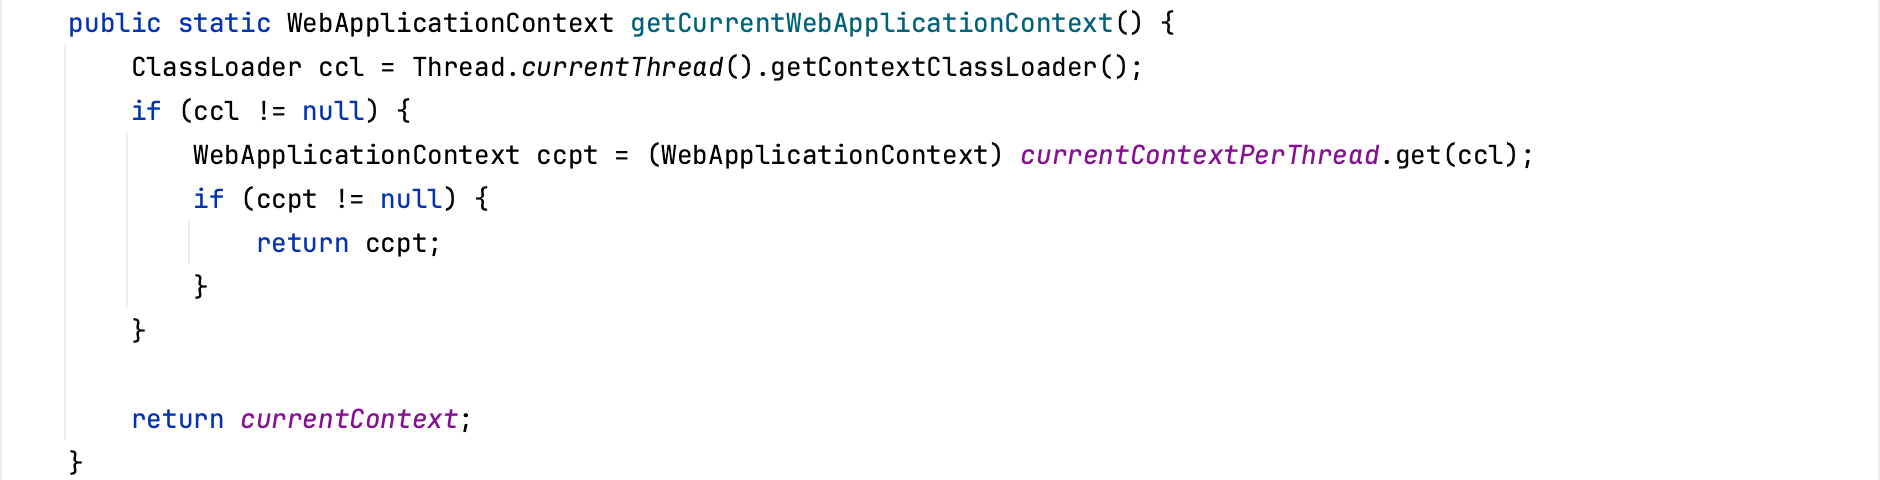 public static WebApplicationContext getCurrentWebApplicationContext() {
    ClassLoader ccl = Thread.currentThread().getContextClassLoader();
    if (ccl != null) {
        WebApplicationContext ccpt = (WebApplicationContext) currentContextPerThread.get(ccl);
        if (ccpt != null) {
            return ccpt;
        }
    }

    return currentContext;
}